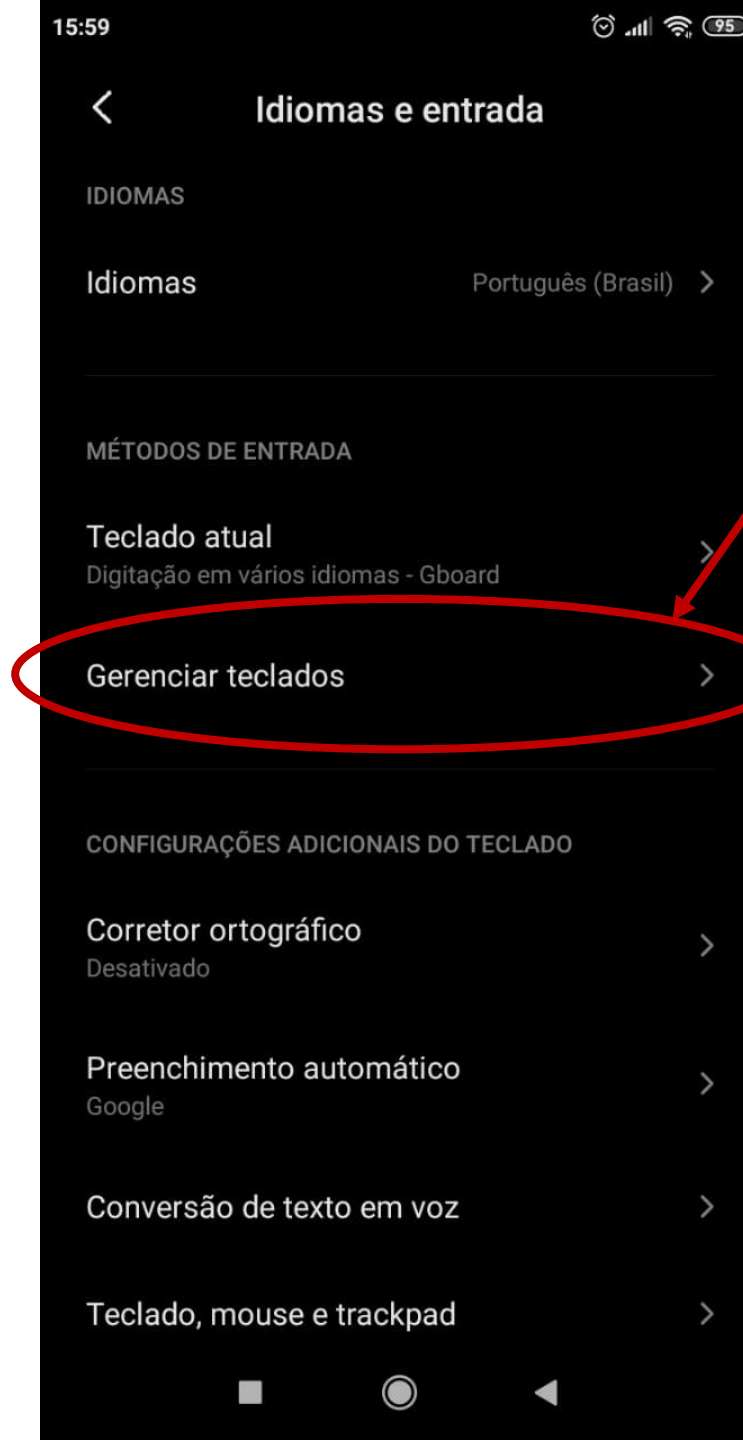 15:59
95
Idiomas e entrada
IDIOMAS
Idiomas
Português (Brasil)
MÉTODOS DE ENTRADA
Teclado atual
Digitação em vários idiomas - Gboard
Gerenciar teclados
CONFIGURAÇÕES ADICIONAIS DO TECLADO
Corretor ortográfico
Desativado
Preenchimento automático
Google
Conversão de texto em voz
Teclado, mouse e trackpad